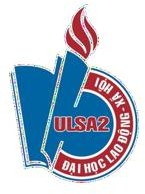 ULSA2
ĐẠI HỌC LAO ĐỘNG-XÃ HỘI